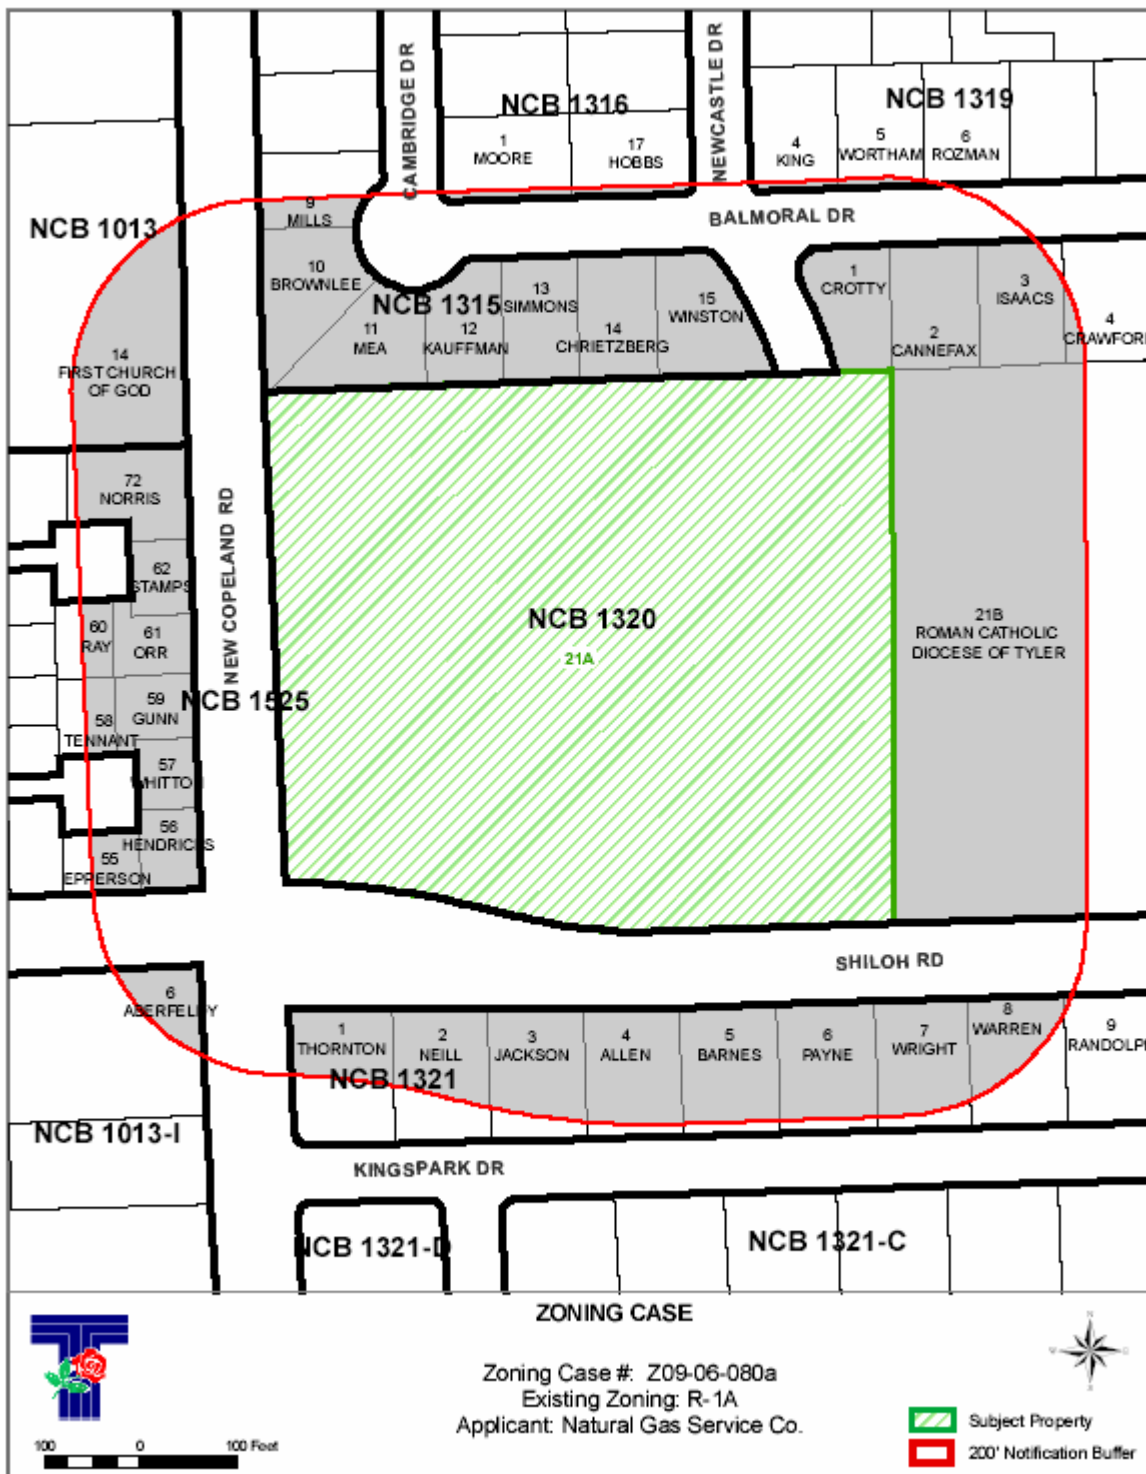 CAMBRIDGE DR
NEWCASTLE DR
NCB 1316
NCB 1319
1
MOORE
17
HOBBS
4
KING
5
WORTHAM
6
ROZMAN
NCB 1013
9
MILLS
BALMORAL DR
10
BROWNLEE
NCB 1315
11
MEA
12
KAUFFMAN
13
SIMMONS
14
CHRIETZBERG
15
WINSTON
1
CROTTY
2
CANNEFAX
3
ISAACS
4
CRAWFORD
14
FIRST CHURCH
OF GOD
72
NORRIS
62
STAMPS
60
RAY
61
ORR
NEW COPELAND RD
NCB 1525
59
GUNN
58
TENNANT
57
WHITTON
56
HENDRICKS
55
EPPERSON
NCB 1320
21A
21B
ROMAN CATHOLIC
DIOCESE OF TYLER
SHILOH RD
6
ABERFELDY
1
THORNTON
2
NEILL
3
JACKSON
4
ALLEN
5
BARNES
6
PAYNE
7
WRIGHT
8
WARREN
9
RANDOLPH
NCB 1321
NCB 1013-I
KINGSPARK DR
NCB 1321-D
NCB 1321-C
ZONING CASE
Zoning Case #: Z09-06-080a
Existing Zoning: R-1A
Applicant: Natural Gas Service Co.
N
Subject Property
200' Notification Buffer
100 0 100 Feet